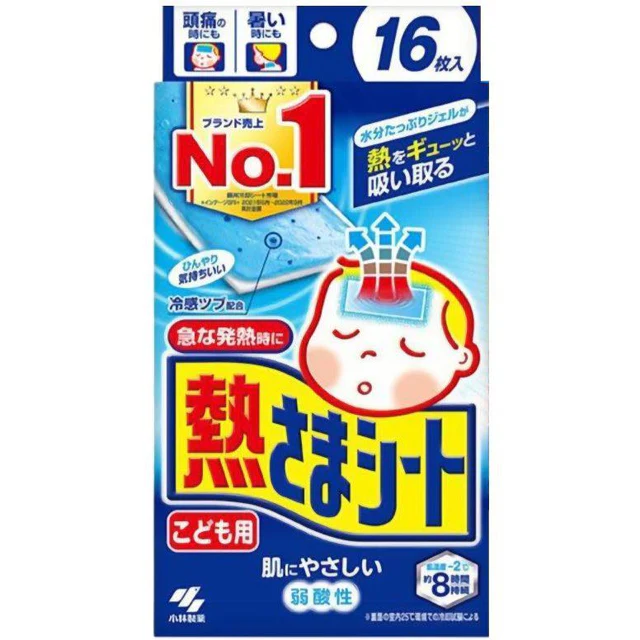 頭痛の
時にも
暑い
時にも
16枚入
ブランド売上
No.1
水分たっぷりジェルが
熱をギューッと
吸い取る
ひんやり
気持ちいい
冷感ツブ配合
急な発熱時に
熱さまシート
こども用
肌にやさしい
弱酸性
約8時間
持続
小林製薬